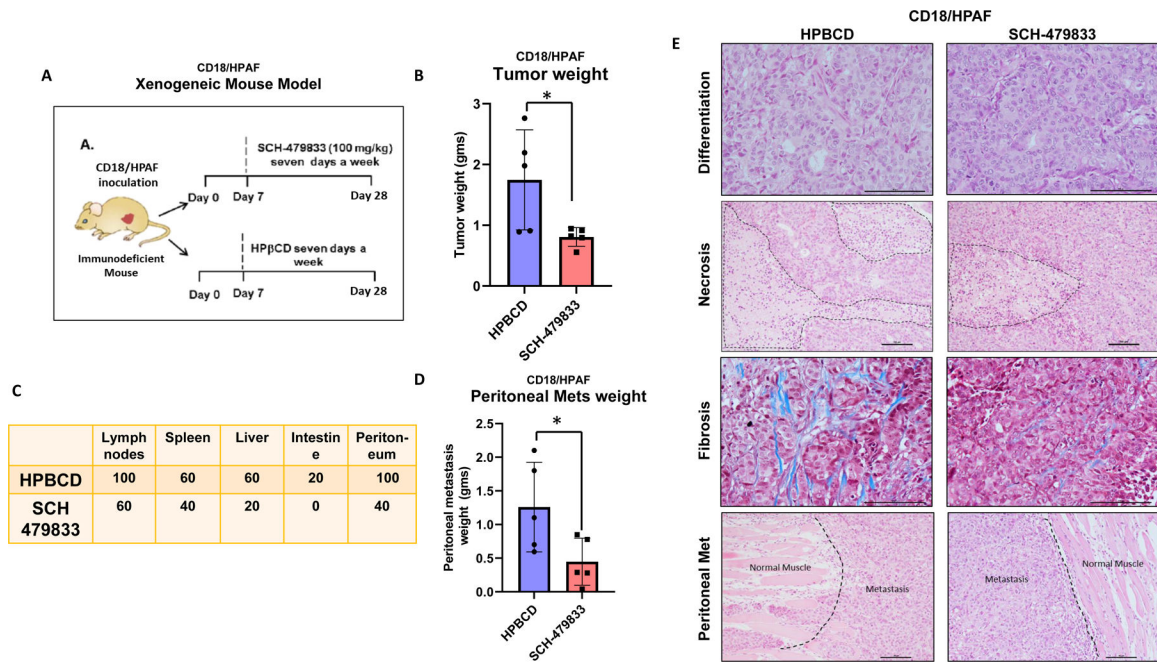 A
CD18/HPAF
Xenogeneic Mouse Model
A.
CD18/HPAF
inoculation
Immunodeficient
Mouse
SCH-479833 (100 mg/kg)
seven days a week
Day 0
Day 7
Day 28
HPβCD seven days a
week
Day 0
Day 7
Day 28
B
CD18/HPAF
Tumor weight
*
Tumor weight (gms)
3
2
1
0
HPBCD
SCH-479833
C
Lymph
nodes
Spleen
Liver
Intestin
e
Periton-
eum
HPBCD
100
60
60
20
100
SCH
479833
60
40
20
0
40
D
CD18/HPAF
Peritoneal Mets weight
*
Peritoneal metastasis
weight (gms)
2.5
2.0
1.5
1.0
0.5
0.0
HPBCD
SCH-479833
E
CD18/HPAF
HPBCD
SCH-479833
Differentiation
Necrosis
Fibrosis
Peritoneal Met
Normal Muscle
Metastasis
Metastasis
Normal Muscle